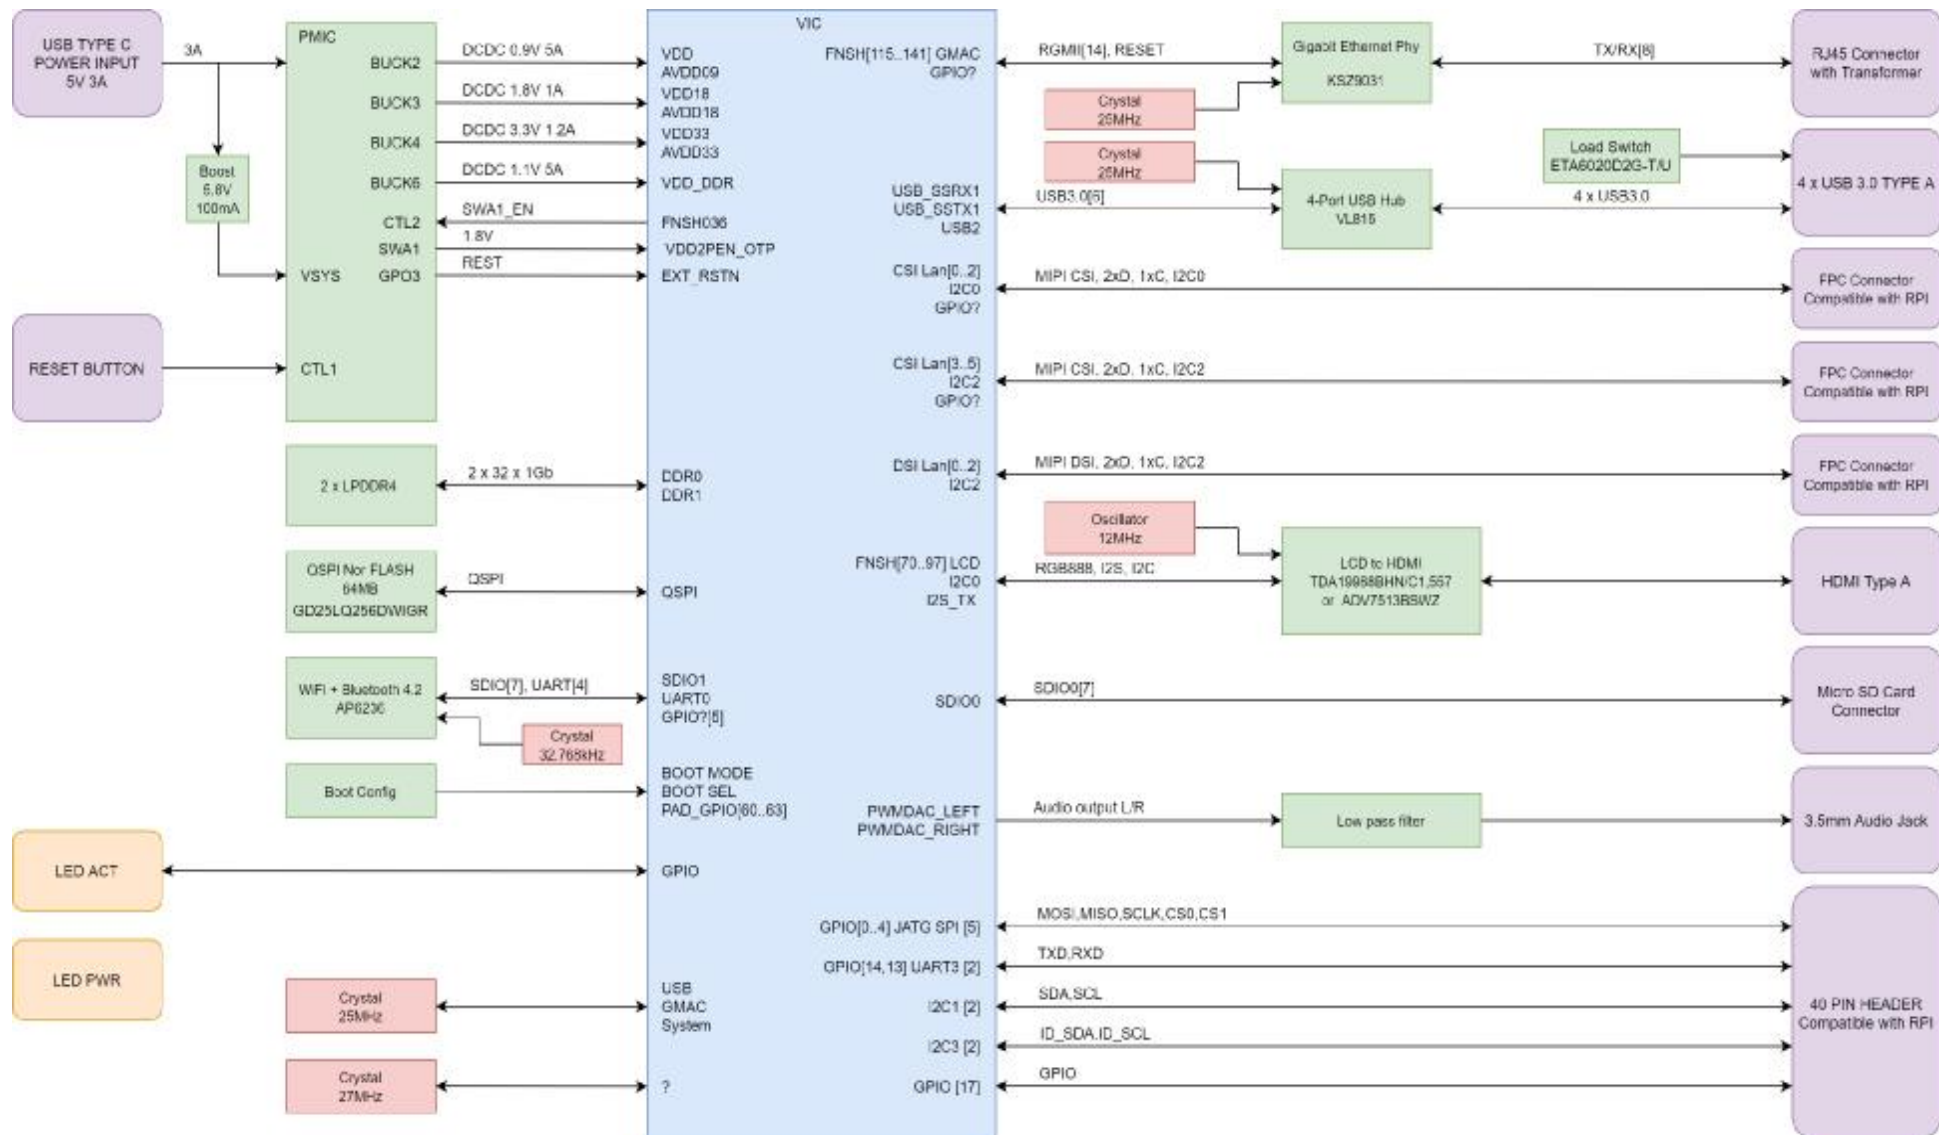 USB TYPE C
POWER INPUT
5V 3A
3A
Boost
5.8V
100mA
RESET BUTTON
PMIC
BUCK2
BUCK3
BUCK4
BUCK5
CTL2
SWA1
VSYS
GPO3
CTL1
DCDC 0.9V 5A
DCDC 1.8V 1A
DCDC 3.3V 1.2A
DCDC 1.1V 5A
SWA1_EN
1.8V
REST
2 x LPDDR4
2 x 32 x 1Gb
QSPI Nor FLASH
64MB
GD25LQ256DWIGR
QSPI
WiFi + Bluetooth 4.2
AP6236
SDIO[7], UART[4]
Crystal
32.768kHz
Boot Config
LED ACT
LED PWR
Crystal
25MHz
Crystal
27MHz
VIC
VDD
AVDD09
VDD18
AVDD18
VDD33
AVDD33
VDD_DDR
FNSH036
VDD2PEN_OTP
EXT_RSTN
DDR0
DDR1
QSPI
SDIO1
UART0
GPIO?[5]
BOOT MODE
BOOT SEL
PAD_GPIO[60..63]
GPIO
USB
GMAC
System
?
FNSH[115..141] GMAC
GPIO?
USB_SSRX1
USB_SSTX1
USB2
CSI Lan[0..2]
I2C0
GPIO?
CSI Lan[3..5]
I2C2
GPIO?
DSI Lan[0..2]
I2C2
FNSH[70..97] LCD
I2C0
I2S_TX
SDIO0
PWMDAC_LEFT
PWMDAC_RIGHT
GPIO[0..4] JATG SPI [5]
GPIO[14,13] UART3 [2]
I2C1 [2]
I2C3 [2]
GPIO [17]
RGMII[14], RESET
Crystal
25MHz
Crystal
25MHz
USB3.0[6]
MIPI CSI, 2xD, 1xC, I2C0
MIPI CSI, 2xD, 1xC, I2C2
MIPI DSI, 2xD, 1xC, I2C2
Oscillator
12MHz
RGB888, I2S, I2C
SDIO0[7]
Audio output L/R
MOSI,MISO,SCLK,CS0,CS1
TXD,RXD
SDA,SCL
ID_SDA,ID_SCL
GPIO
Gigabit Ethernet Phy
KSZ9031
TX/RX[8]
Load Switch
ETA6020D2G-T/U
4-Port USB Hub
VL815
4 x USB3.0
LCD to HDMI
TDA19988BHN/C1,557
or ADV7513BSWZ
Low pass filter
RJ45 Connector
with Transformer
4 x USB 3.0 TYPE A
FPC Connector
Compatible with RPI
FPC Connector
Compatible with RPI
FPC Connector
Compatible with RPI
HDMI Type A
Micro SD Card
Connector
3.5mm Audio Jack
40 PIN HEADER
Compatible with RPI